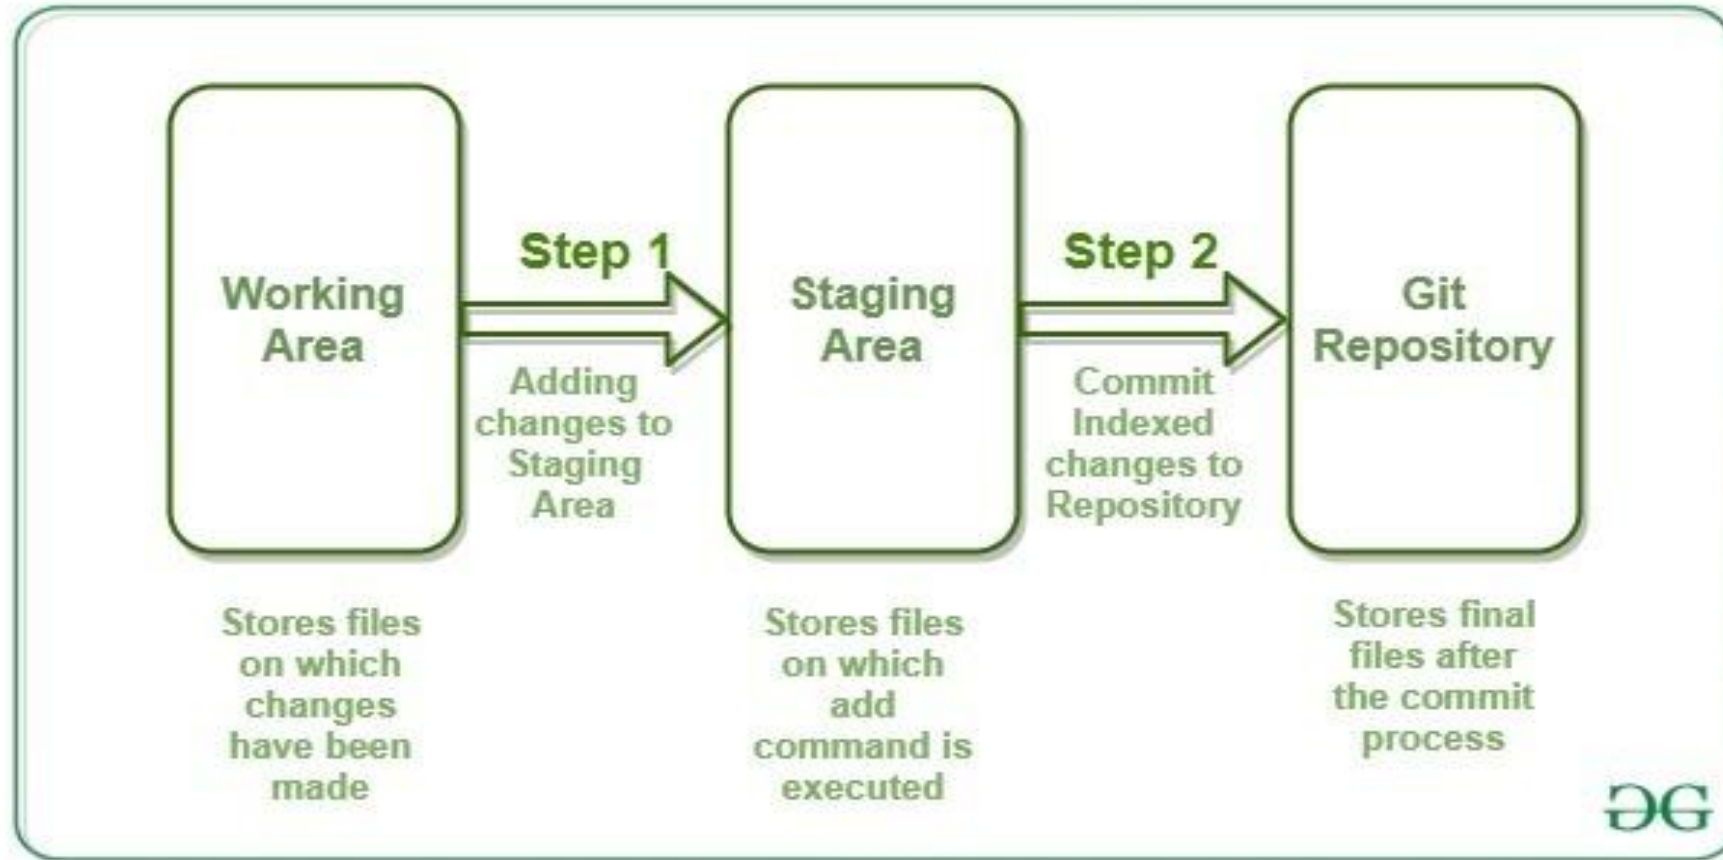 Working
Area
Step 1
Adding
changes to
Staging
Area
Staging
Area
Step 2
Commit
Indexed
changes to
Repository
Git
Repository
Stores files
on which
changes
have been
made
Stores files
on which
add
command is
executed
Stores final
files after
the commit
process